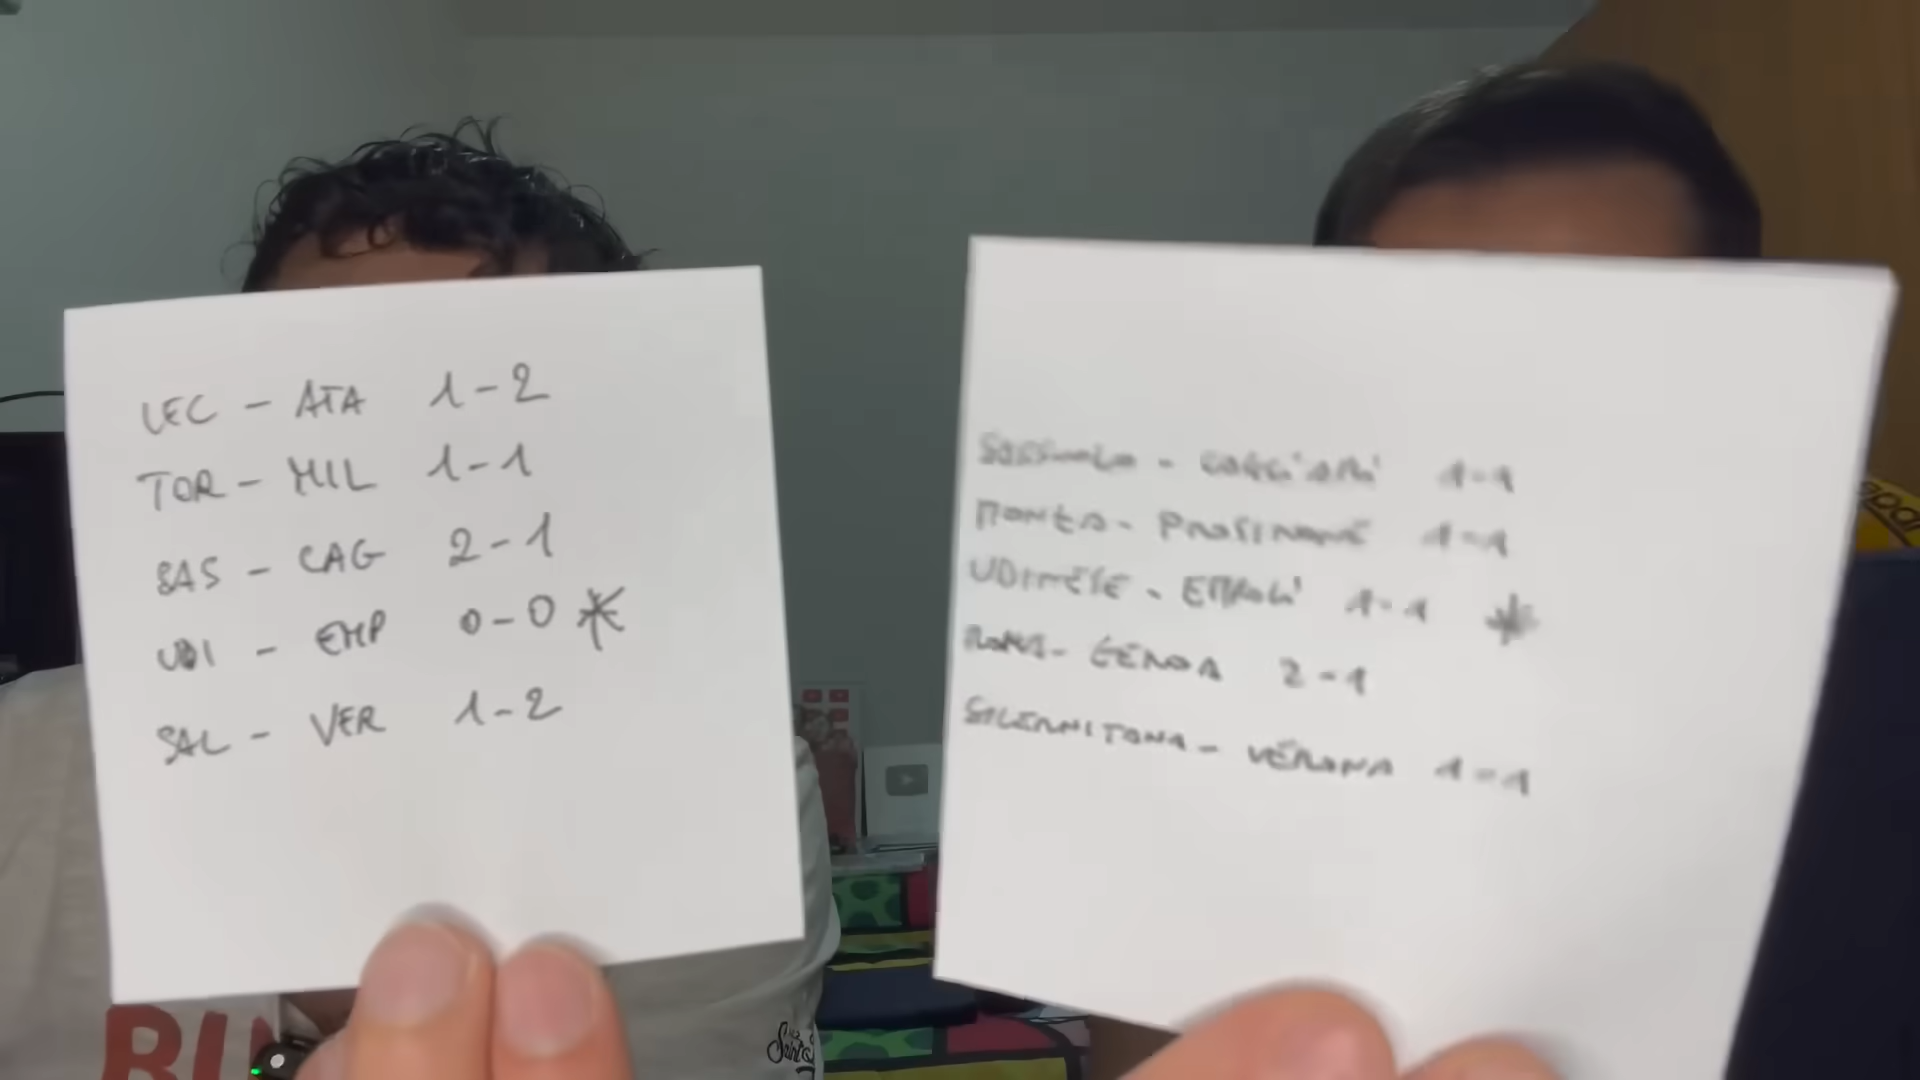 LEC - ATA 1-2
TOR - MIL 1-1
SAS - CAG 2-1
UDI - EMP 0-0 *
SAL - VER 1-2
SASSUOLO - CAGLIARI 1-1
MONZA - FROSINONE 1-1
UDINESE - EMPOLI 1-1 *
ROMA - GENOA 2-1
SALERNITANA - VERONA 1-1
BU